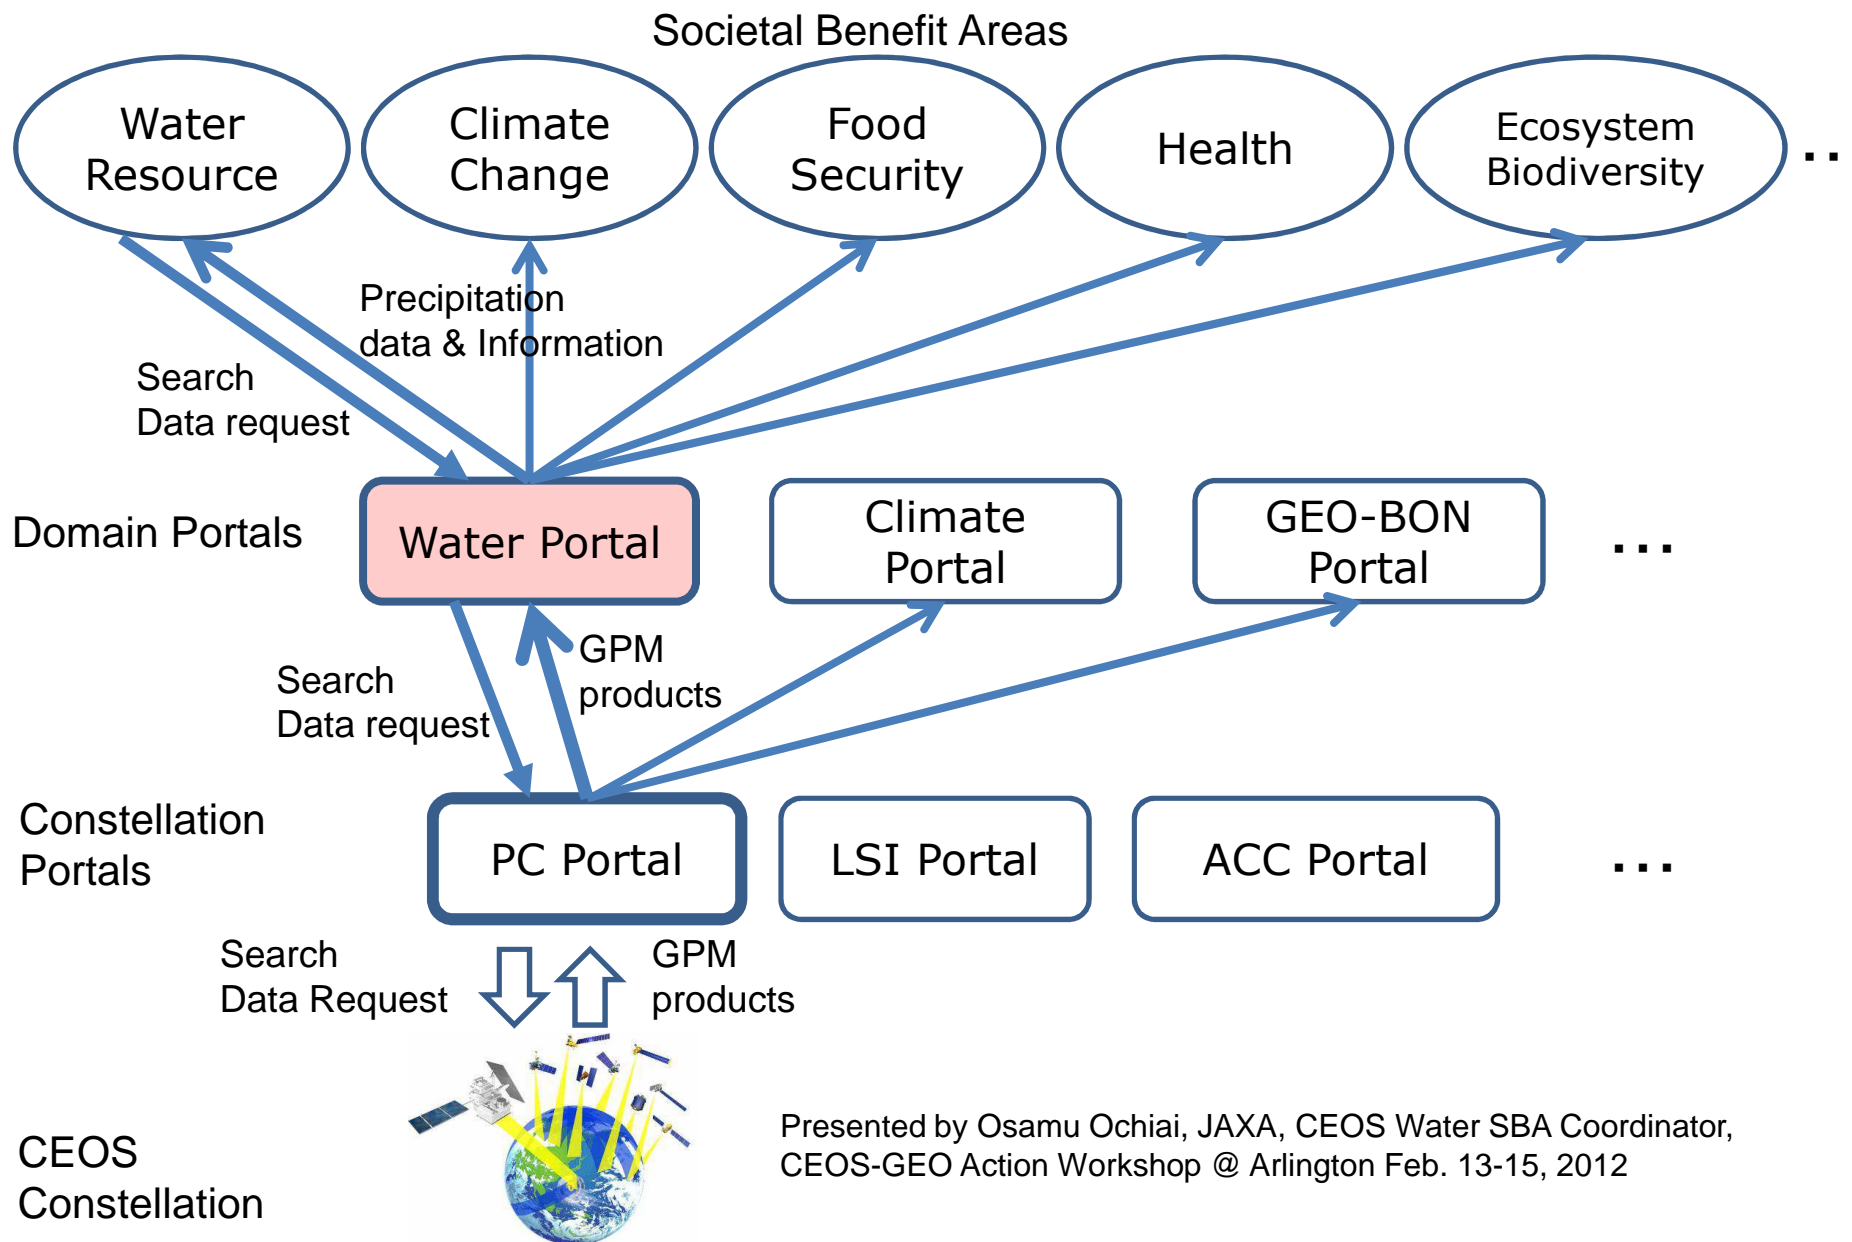 Societal Benefit Areas
Water
Resource
Climate
Change
Food
Security
Health
Ecosystem
Biodiversity
..
Precipitation
data & Information
Search
Data request
Domain Portals
Water Portal
Climate
Portal
GEO-BON
Portal
...
GPM
products
Search
Data request
Constellation
Portals
PC Portal
LSI Portal
ACC Portal
...
Search
Data Request
GPM
products
CEOS
Constellation
Presented by Osamu Ochiai, JAXA, CEOS Water SBA Coordinator,
CEOS-GEO Action Workshop @ Arlington Feb. 13-15, 2012